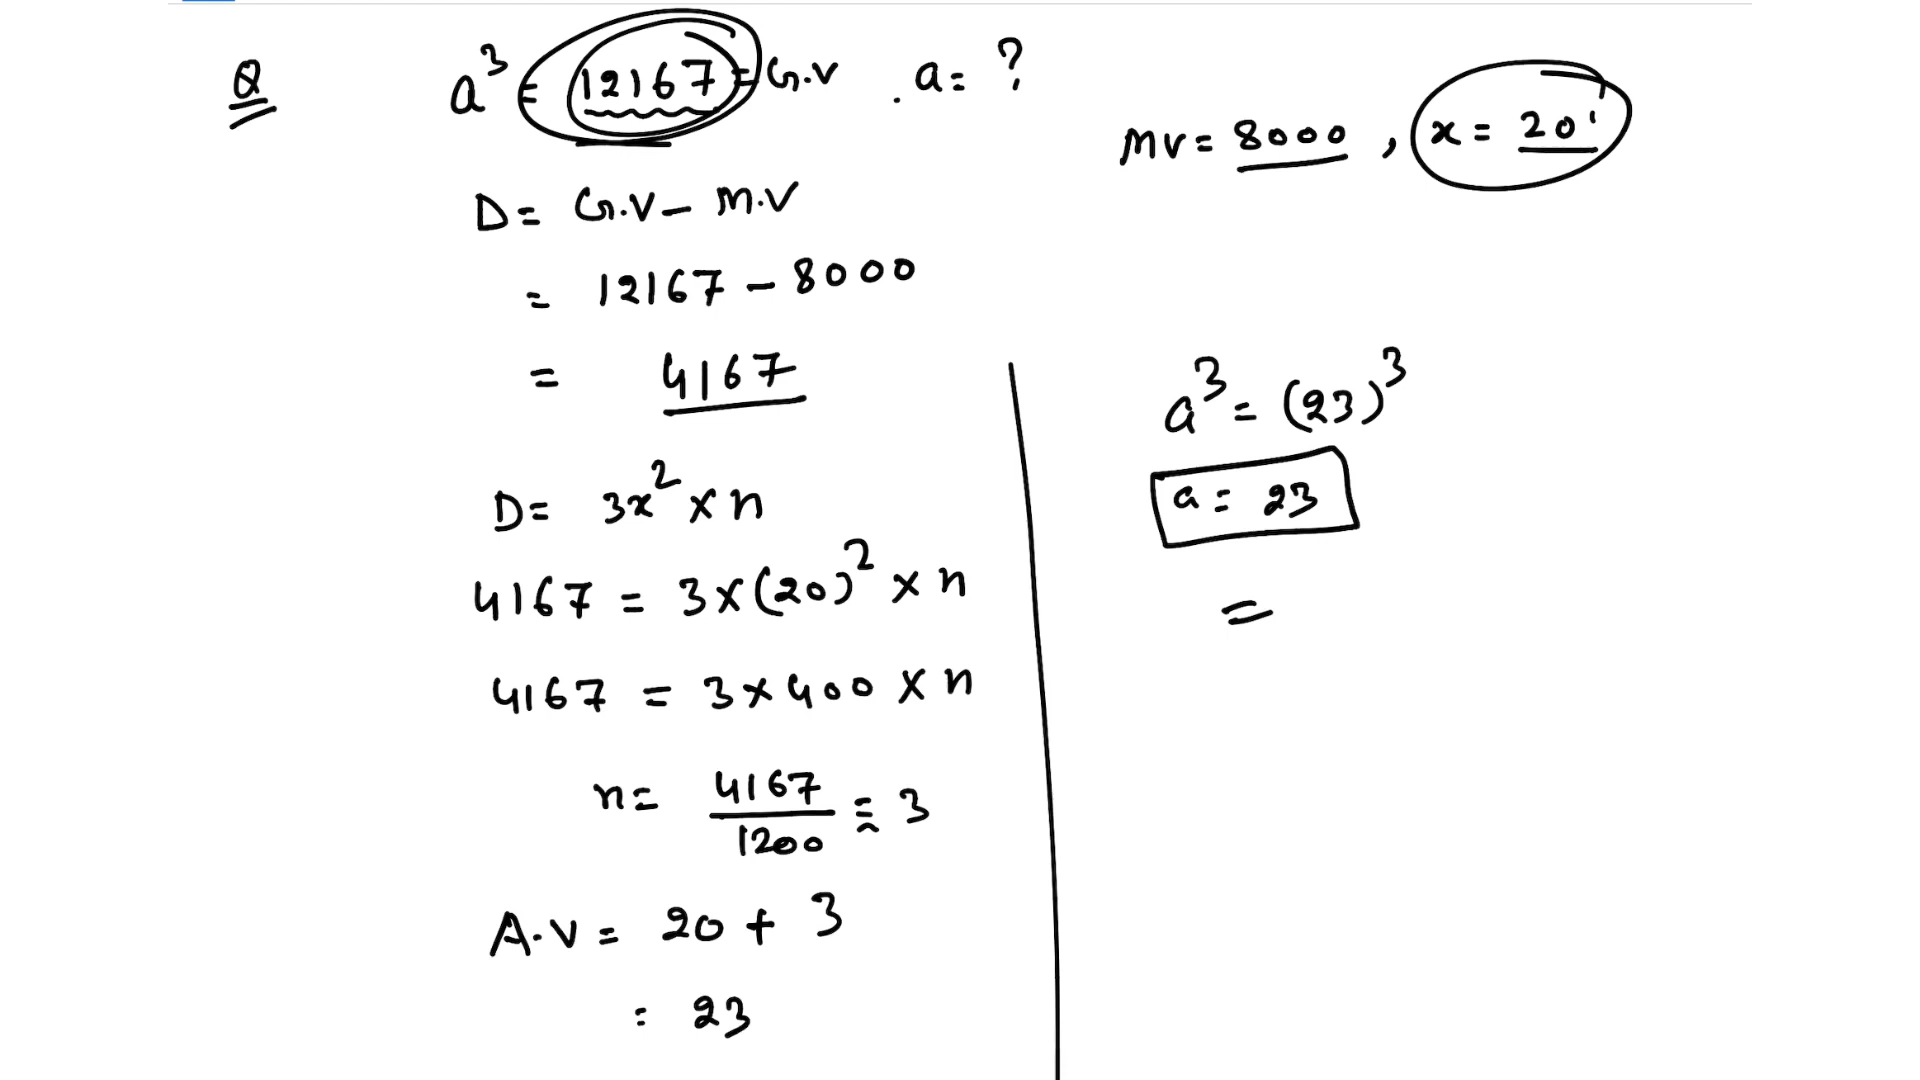 Q a³ = 12167 = G.V . a = ?
mv = 8000 , x = 20'
D = G.V - M.V
= 12167 - 8000
= 4167
D = 3x² × n
4167 = 3 × (20)² × n
4167 = 3 × 400 × n
n = 4167/1200 ≅ 3
A.V = 20 + 3
= 23
a³ = (23)³
a = 23
=